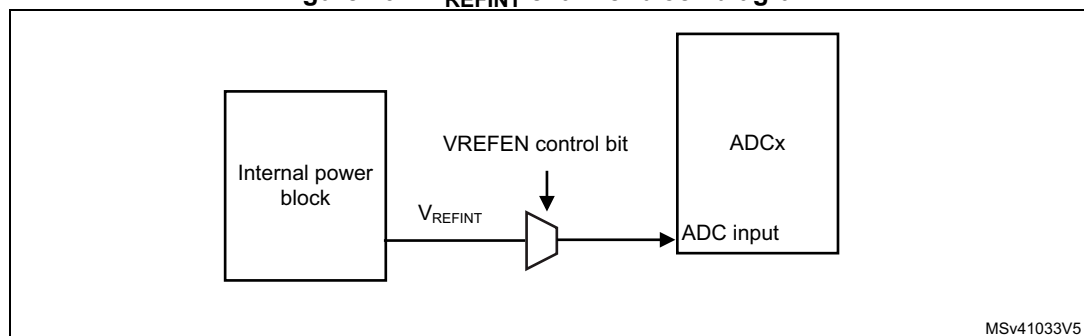 VREFEN control bit
ADCx
Internal power
block
VREFINT
ADC input
MSv41033V5